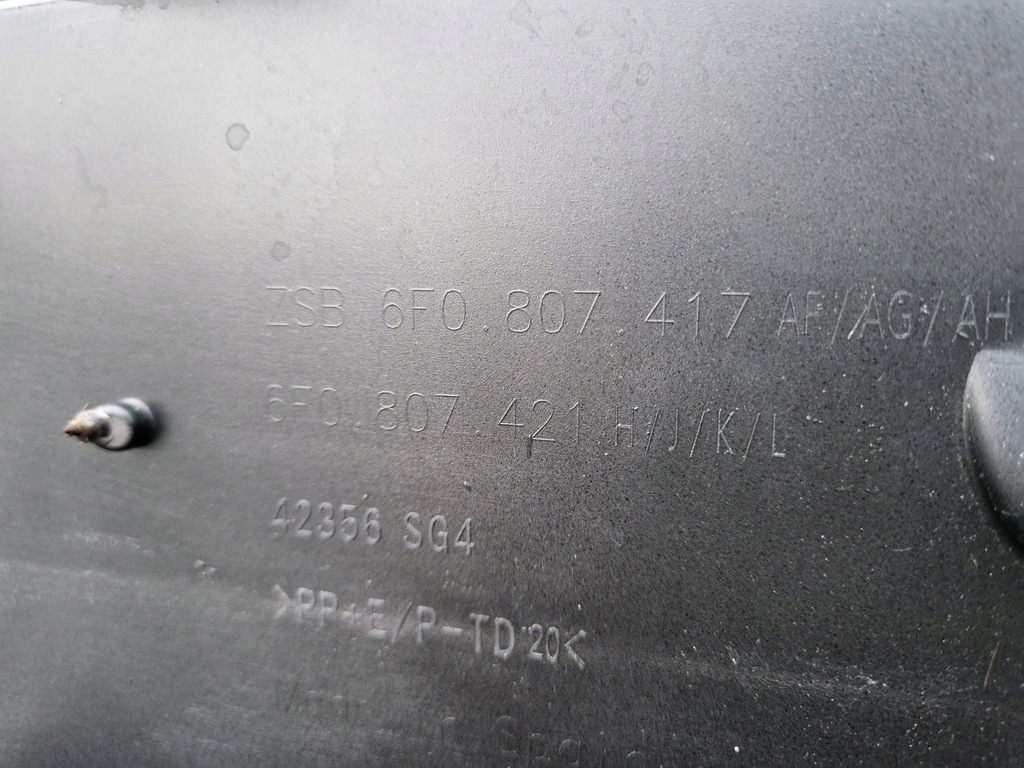 ZSB 6F0.807 417 AF/AG/AH
6F0.807 421 H/J/K/L
42356 SG4
>PP+E/P-TD20<